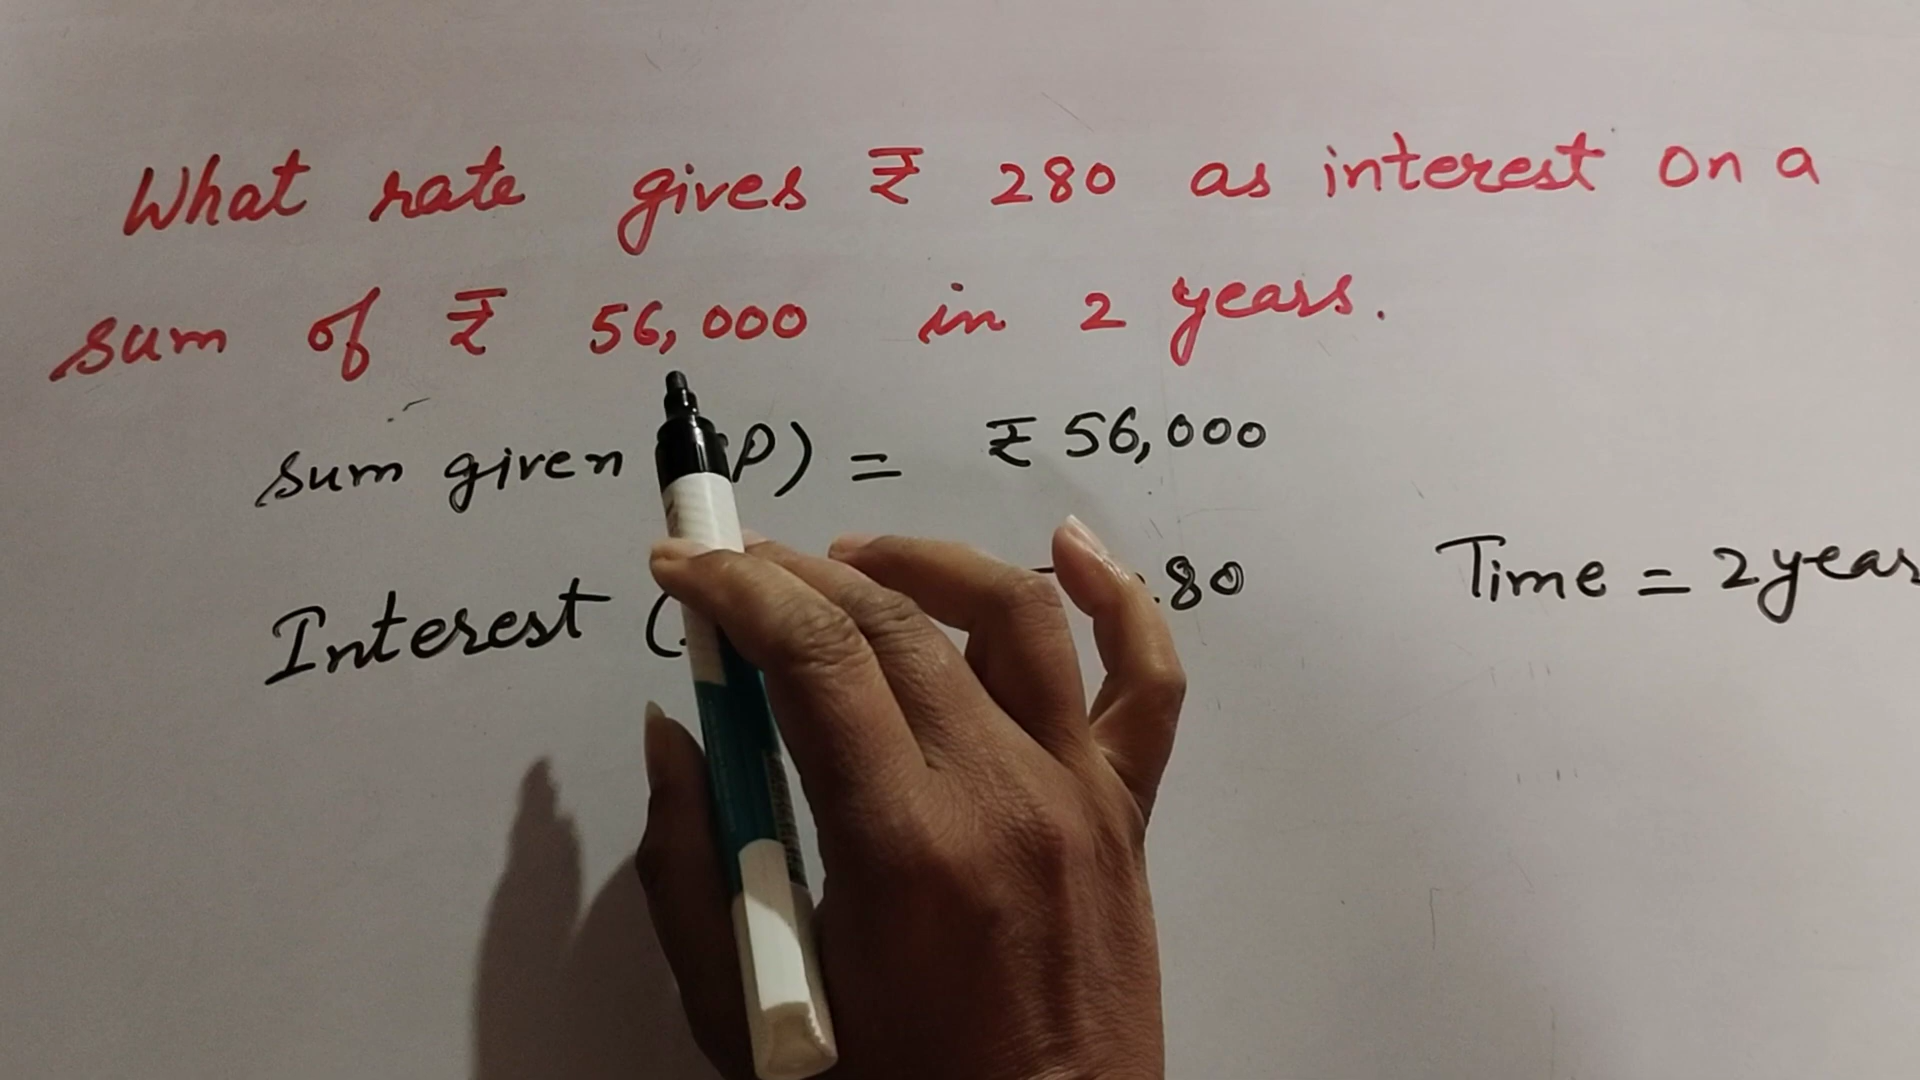 What rate gives ₹ 280 as interest on a
sum of ₹ 56,000 in 2 years.
sum given P) = ₹ 56,000
Interest ( 80 Time = 2 year